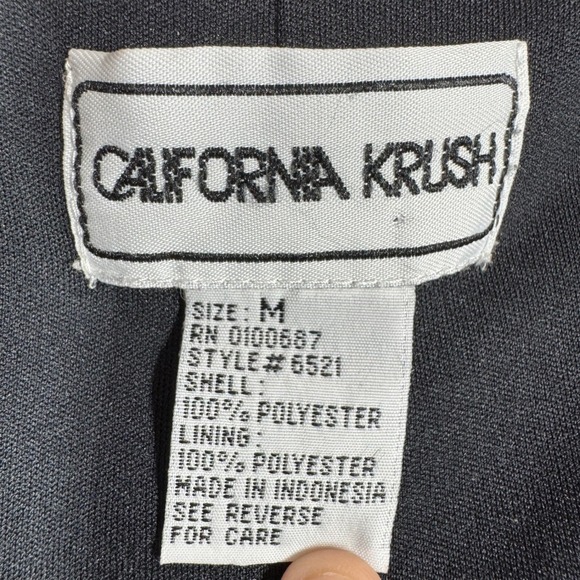 CALIFORNIA KRUSH
SIZE: M
RN 0100687
STYLE# 6521
SHELL:
100% POLYESTER
LINING:
100% POLYESTER
MADE IN INDONESIA
SEE REVERSE
FOR CARE